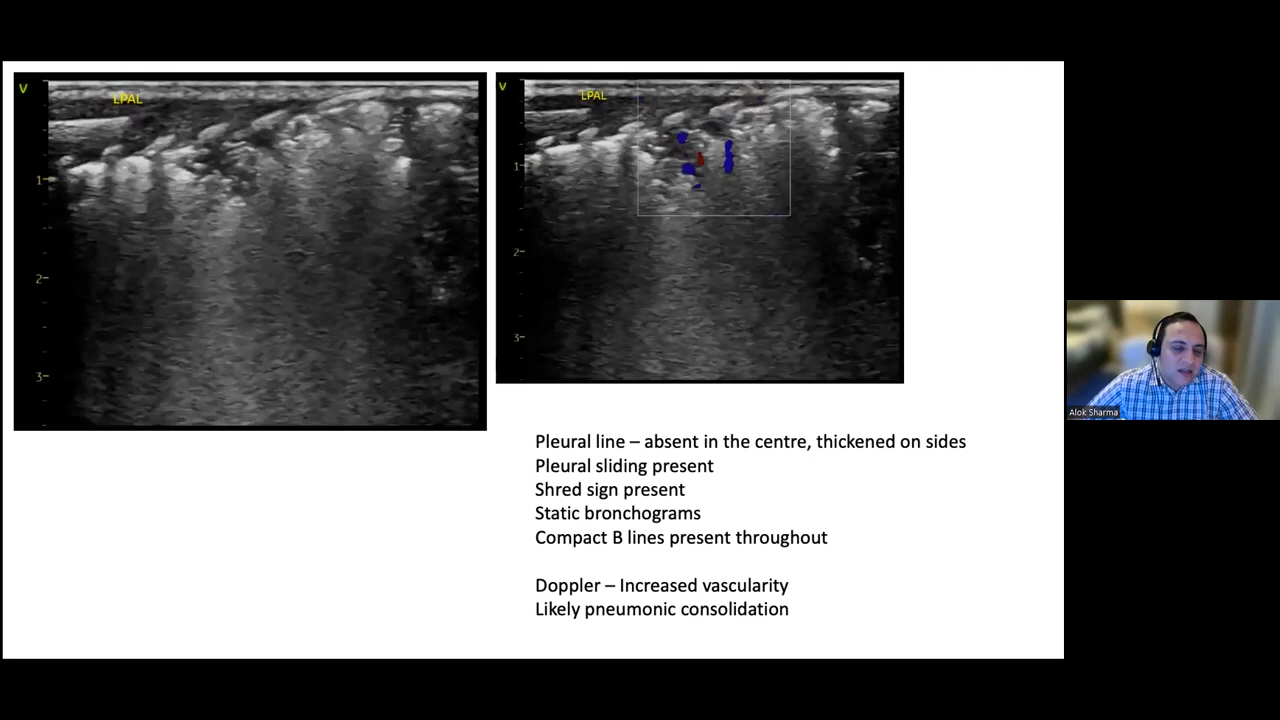 V
LPAL
1
2
3
V
LPAL
1
2
3
Pleural line – absent in the centre, thickened on sides
Pleural sliding present
Shred sign present
Static bronchograms
Compact B lines present throughout
Doppler – Increased vascularity
Likely pneumonic consolidation
Alok Sharma